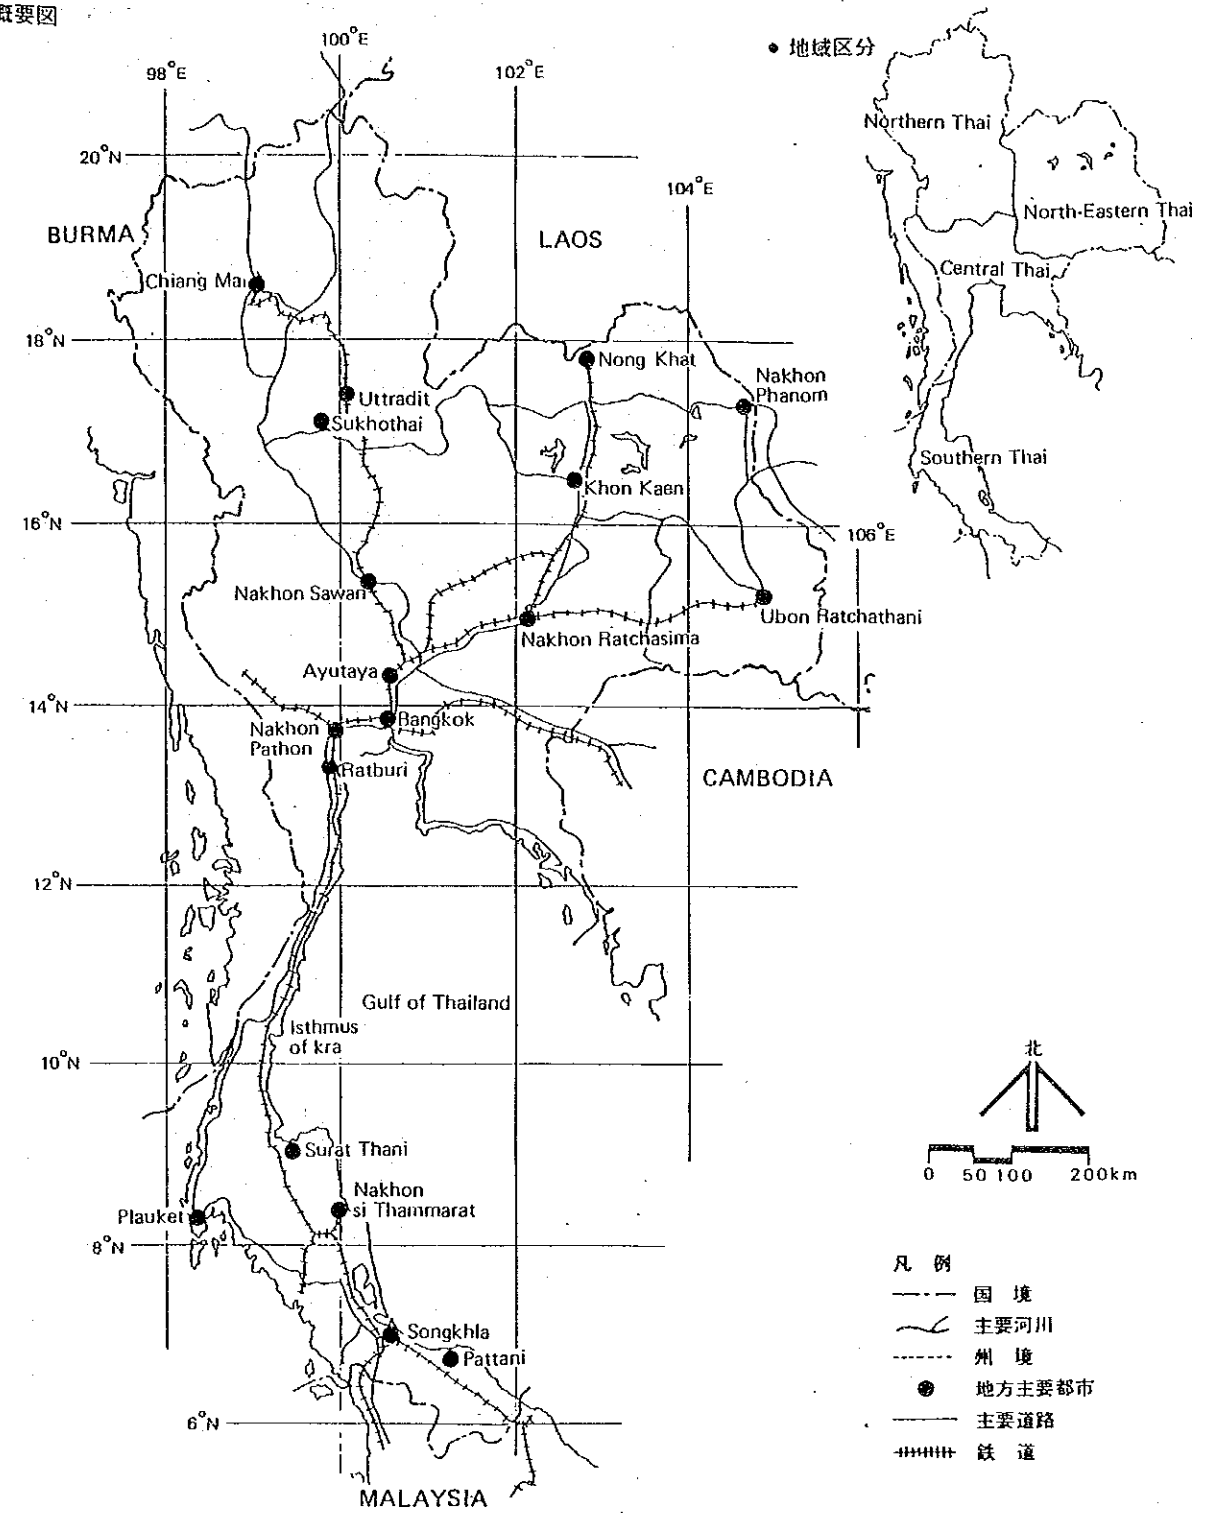 概要図
100°E
98°E
102°E
● 地域区分
Northern Thai
20°N
104°E
BURMA
LAOS
North-Eastern Thai
Chiang Mai
Central Thai
18°N
Nong Khat
Nakhon
Phanom
Uttradit
Sukhothai
Southern Thai
Khon Kaen
16°N
106°E
Nakhon Sawan
Ubon Ratchathani
Nakhon Ratchasima
Ayutaya
14°N
Bangkok
Nakhon
Pathon
Ratburi
CAMBODIA
12°N
Gulf of Thailand
Isthmus
of kra
北
10°N
Surat Thani
0 50 100 200km
Nakhon
si Thammarat
Plauket
8°N
凡 例
国 境
主要河川
Songkhla
州 境
Pattani
地方主要都市
6°N
主要道路
鉄 道
MALAYSIA